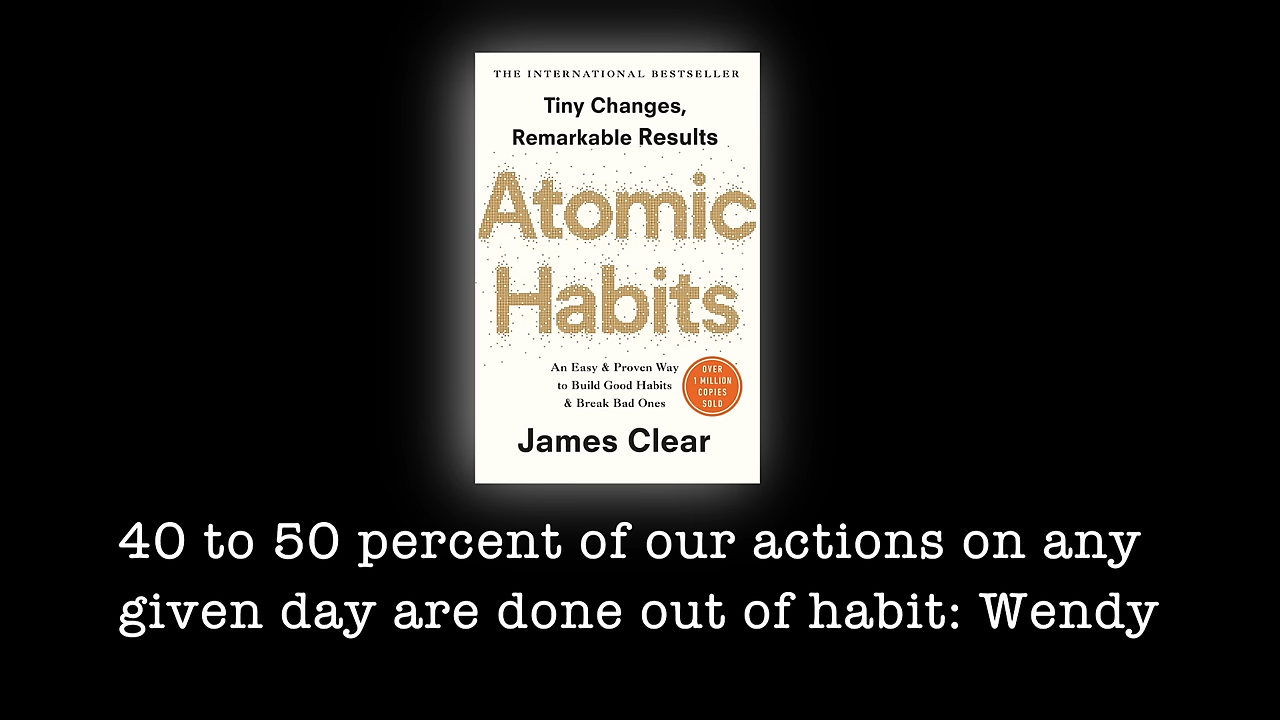 THE INTERNATIONAL BESTSELLER
Tiny Changes,
Remarkable Results
Atomic
Habits
An Easy & Proven Way
to Build Good Habits
& Break Bad Ones
OVER
1 MILLION
COPIES
SOLD
James Clear
40 to 50 percent of our actions on any
given day are done out of habit: Wendy